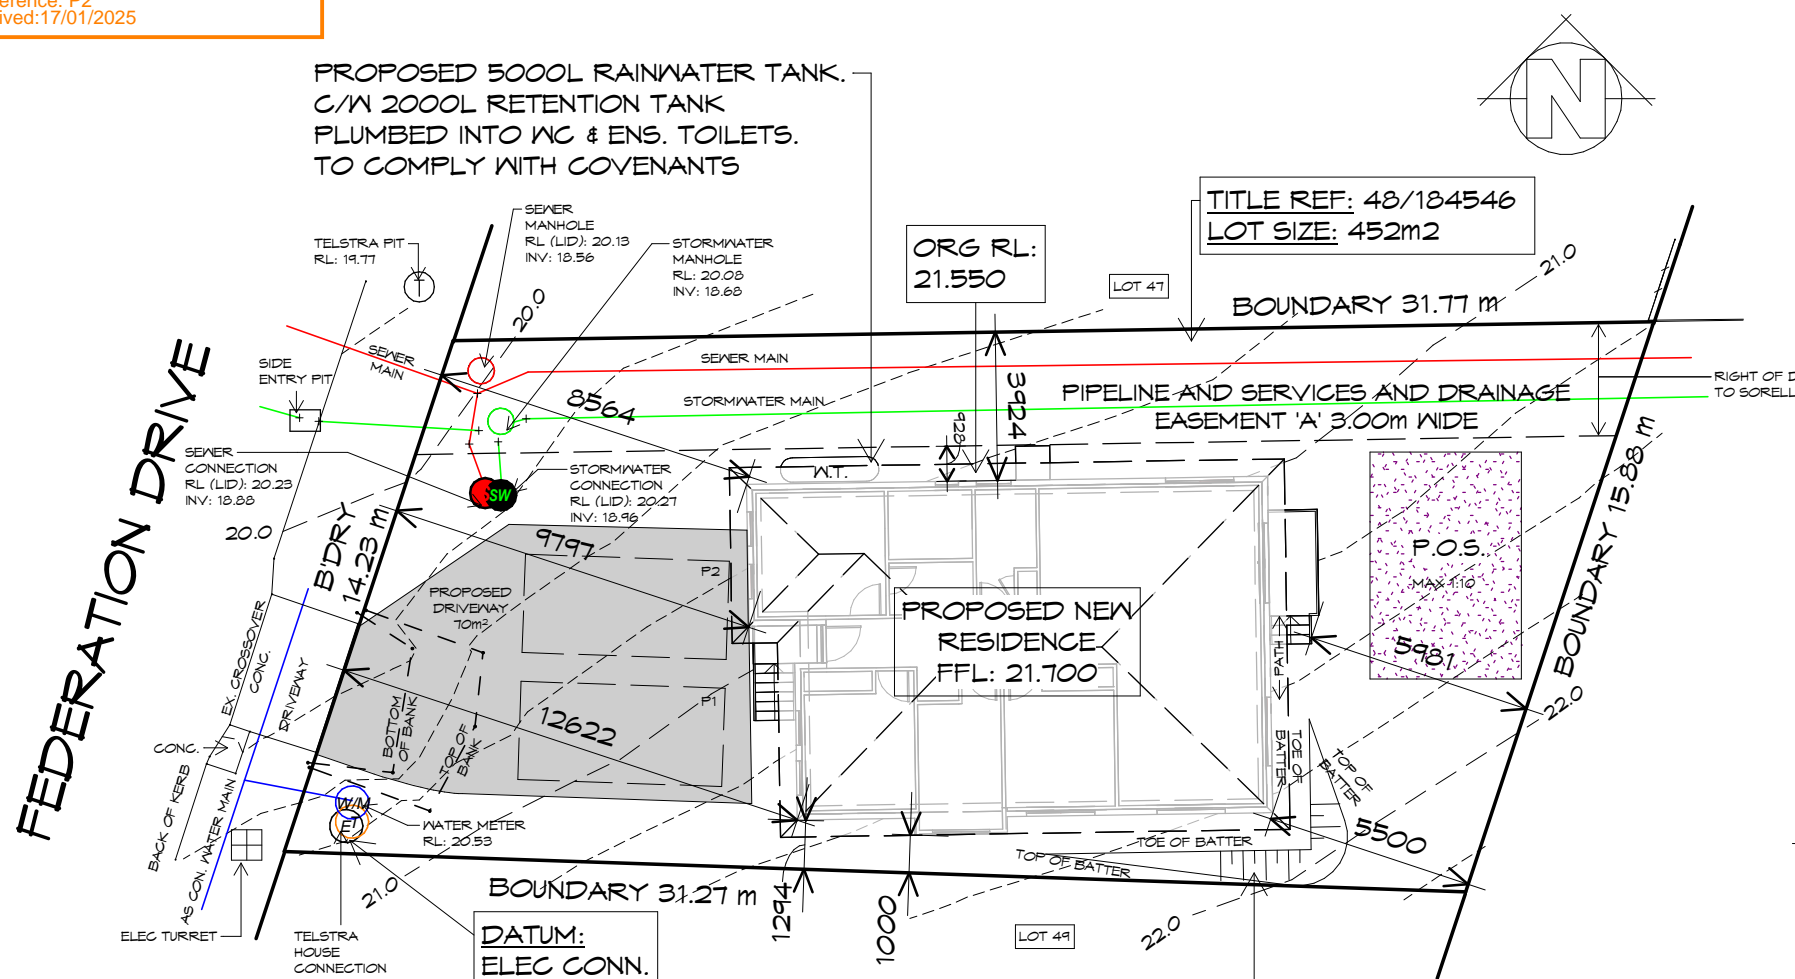 ived:17/01/2025
PROPOSED 5000L RAINWATER TANK.
C/W 2000L RETENTION TANK
PLUMBED INTO WC & ENS. TOILETS.
TO COMPLY WITH COVENANTS
N
TITLE REF: 48/184546
LOT SIZE: 452m2
SEWER
MANHOLE
RL (LID): 20.13
INV: 18.56
TELSTRA PIT
RL: 19.77
STORMWATER
MANHOLE
RL: 20.08
INV: 18.68
ORG RL:
21.550
LOT 47
21.0
BOUNDARY 31.77 m
20.0
FEDERATION DRIVE
SIDE
ENTRY PIT
SEWER
MAIN
SEWER MAIN
STORMWATER MAIN
8564
3924
928
PIPELINE AND SERVICES AND DRAINAGE
EASEMENT 'A' 3.00m WIDE
RIGHT OF D
TO SORELL
SEWER
CONNECTION
RL (LID): 20.23
INV: 18.88
STORMWATER
CONNECTION
RL (LID): 20.27
INV: 18.96
S
SW
W.T.
20.0
B'DRY
14.23 m
9797
P2
PROPOSED
DRIVEWAY
70m²
P.O.S.
MAX 1:10
BOUNDARY 15.88 m
PROPOSED NEW
RESIDENCE
FFL: 21.700
5981
PATH
22.0
EX. CROSSOVER
CONC.
DRIVEWAY
BOTTOM
OF BANK
TOP OF
BANK
P1
12622
CONC.
BACK OF KERB
AS CON. WATER MAIN
W/M
E
T
WATER METER
RL: 20.53
TOE OF
BATTER
TOP OF
BATTER
TOE OF BATTER
TOP OF BATTER
5500
21.0
BOUNDARY 31.27 m
1294
1000
LOT 49
22.0
ELEC TURRET
TELSTRA
HOUSE
CONNECTION
DATUM:
ELEC CONN.